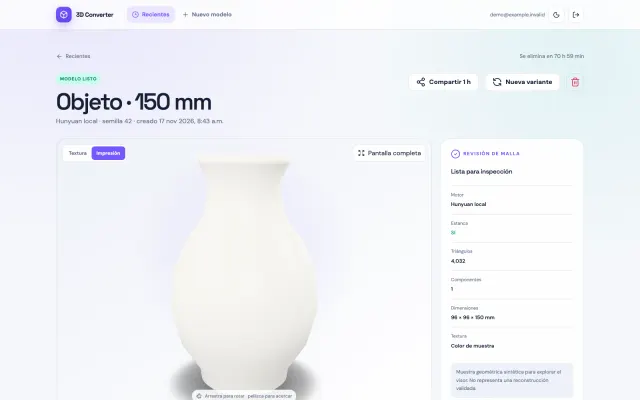 3D Converter
Recientes
Nuevo modelo
demo@example.invalid
Recientes
Se elimina en 70 h 59 min
MODELO LISTO
Compartir 1 h
Nueva variante
Objeto · 150 mm
Hunyuan local · semilla 42 · creado 17 nov 2026, 8:43 a.m.
Textura
Impresión
Pantalla completa
REVISIÓN DE MALLA
Lista para inspección
Motor
Hunyuan local
Estanca
Sí
Triángulos
4,032
Componentes
1
Dimensiones
96 × 96 × 150 mm
Textura
Color de muestra
Muestra geométrica sintética para explorar el
visor. No representa una reconstrucción
validada.
Arrastra para rotar · pellizca para acercar